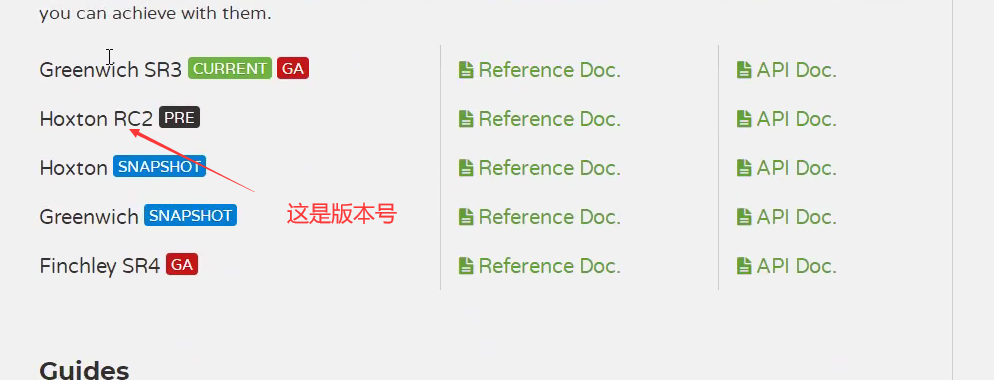 you can achieve with them.
Greenwich SR3 CURRENT GA Reference Doc. API Doc.
Hoxton RC2 PRE Reference Doc. API Doc.
Hoxton SNAPSHOT Reference Doc. API Doc.
这是版本号
Greenwich SNAPSHOT Reference Doc. API Doc.
Finchley SR4 GA Reference Doc. API Doc.
Guides